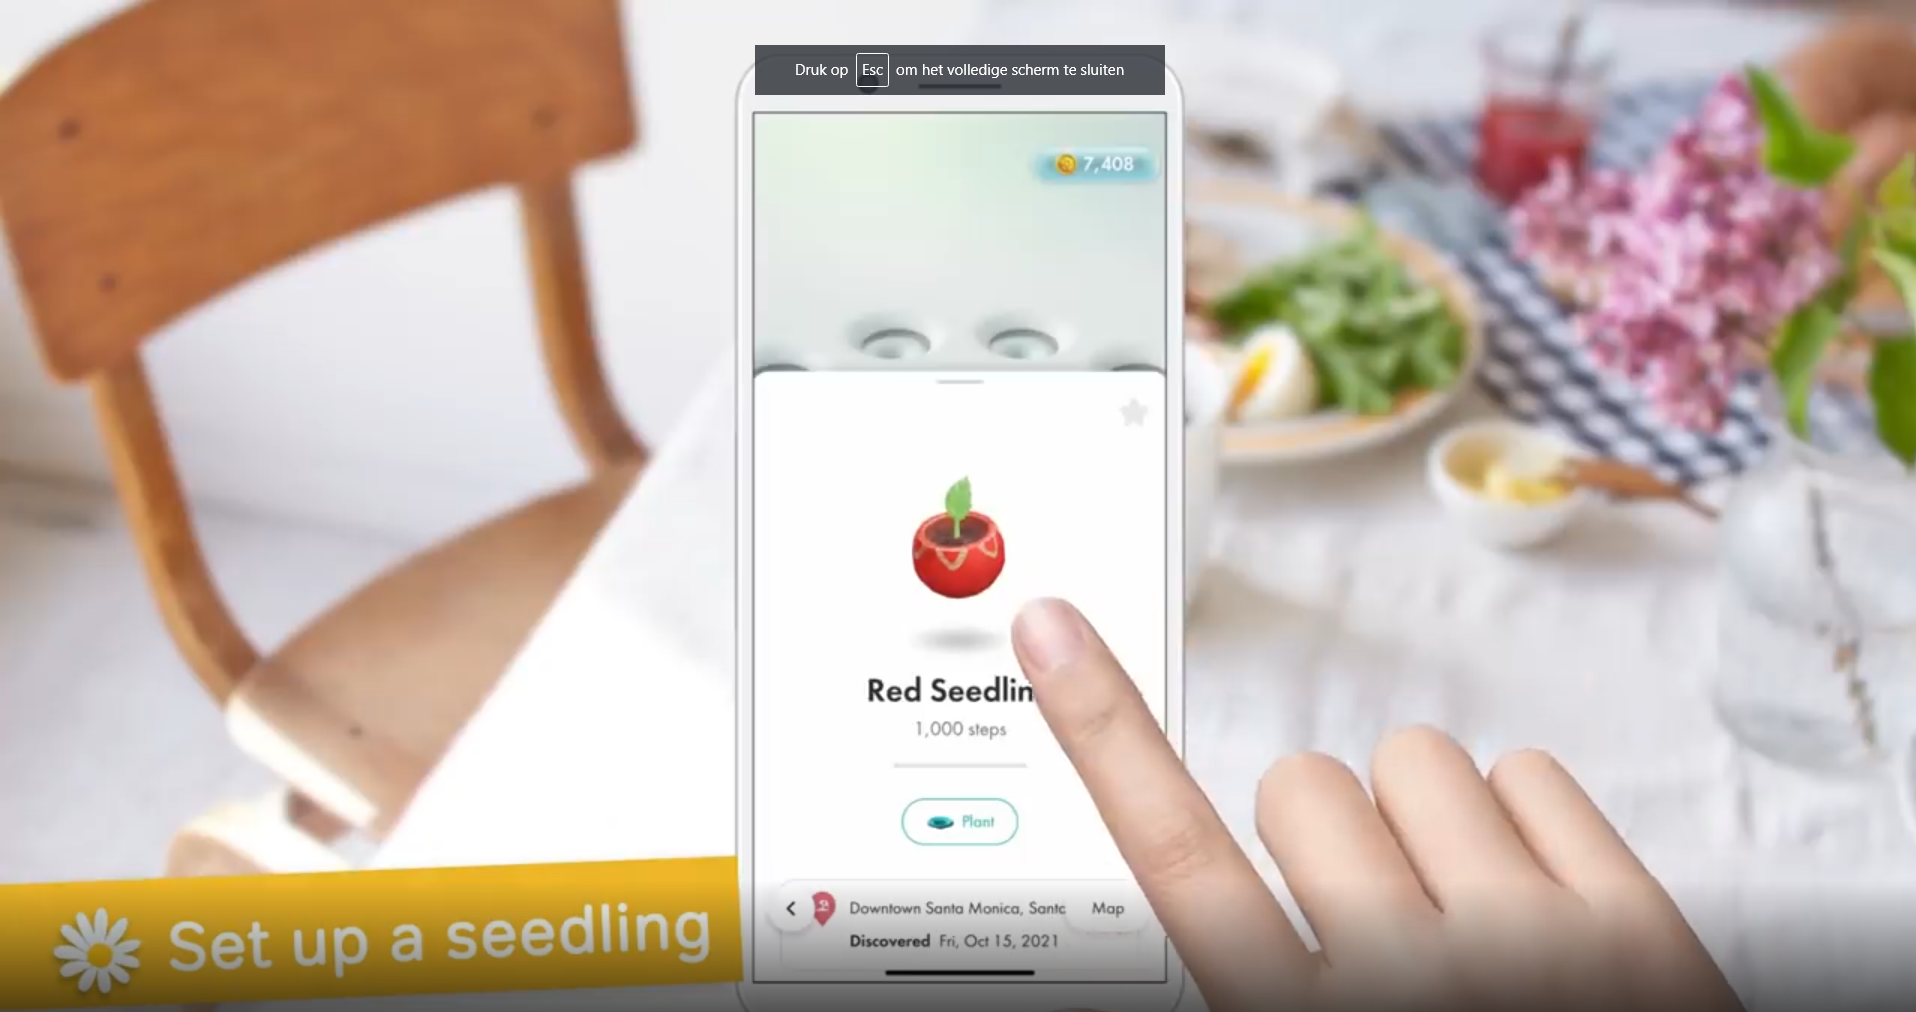 Druk op Esc om het volledige scherm te sluiten
7,408
Red Seedlin
1,000 steps
Plant
Downtown Santa Monica, Santc
Map
Discovered Fri, Oct 15, 2021
Set up a seedling